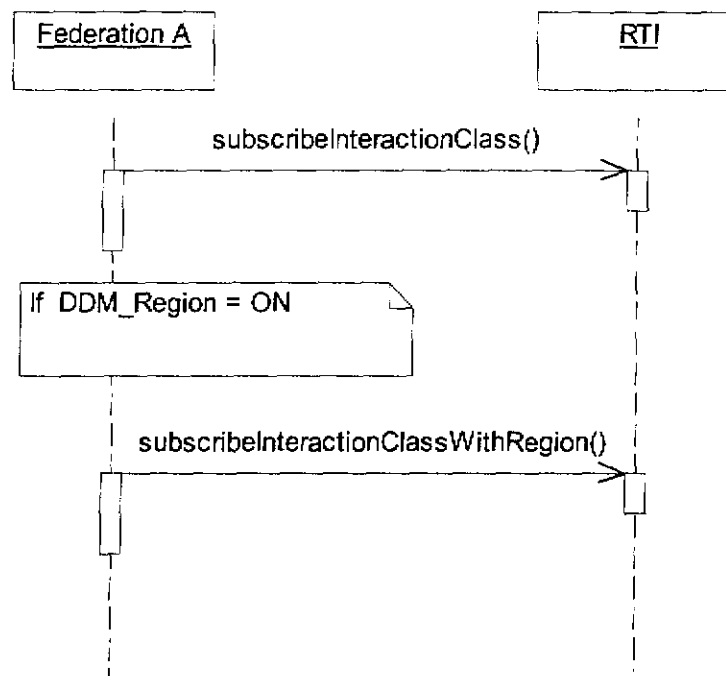 Federation A
RTI
subscribeInteractionClass()
If DDM_Region = ON
subscribeInteractionClassWithRegion()